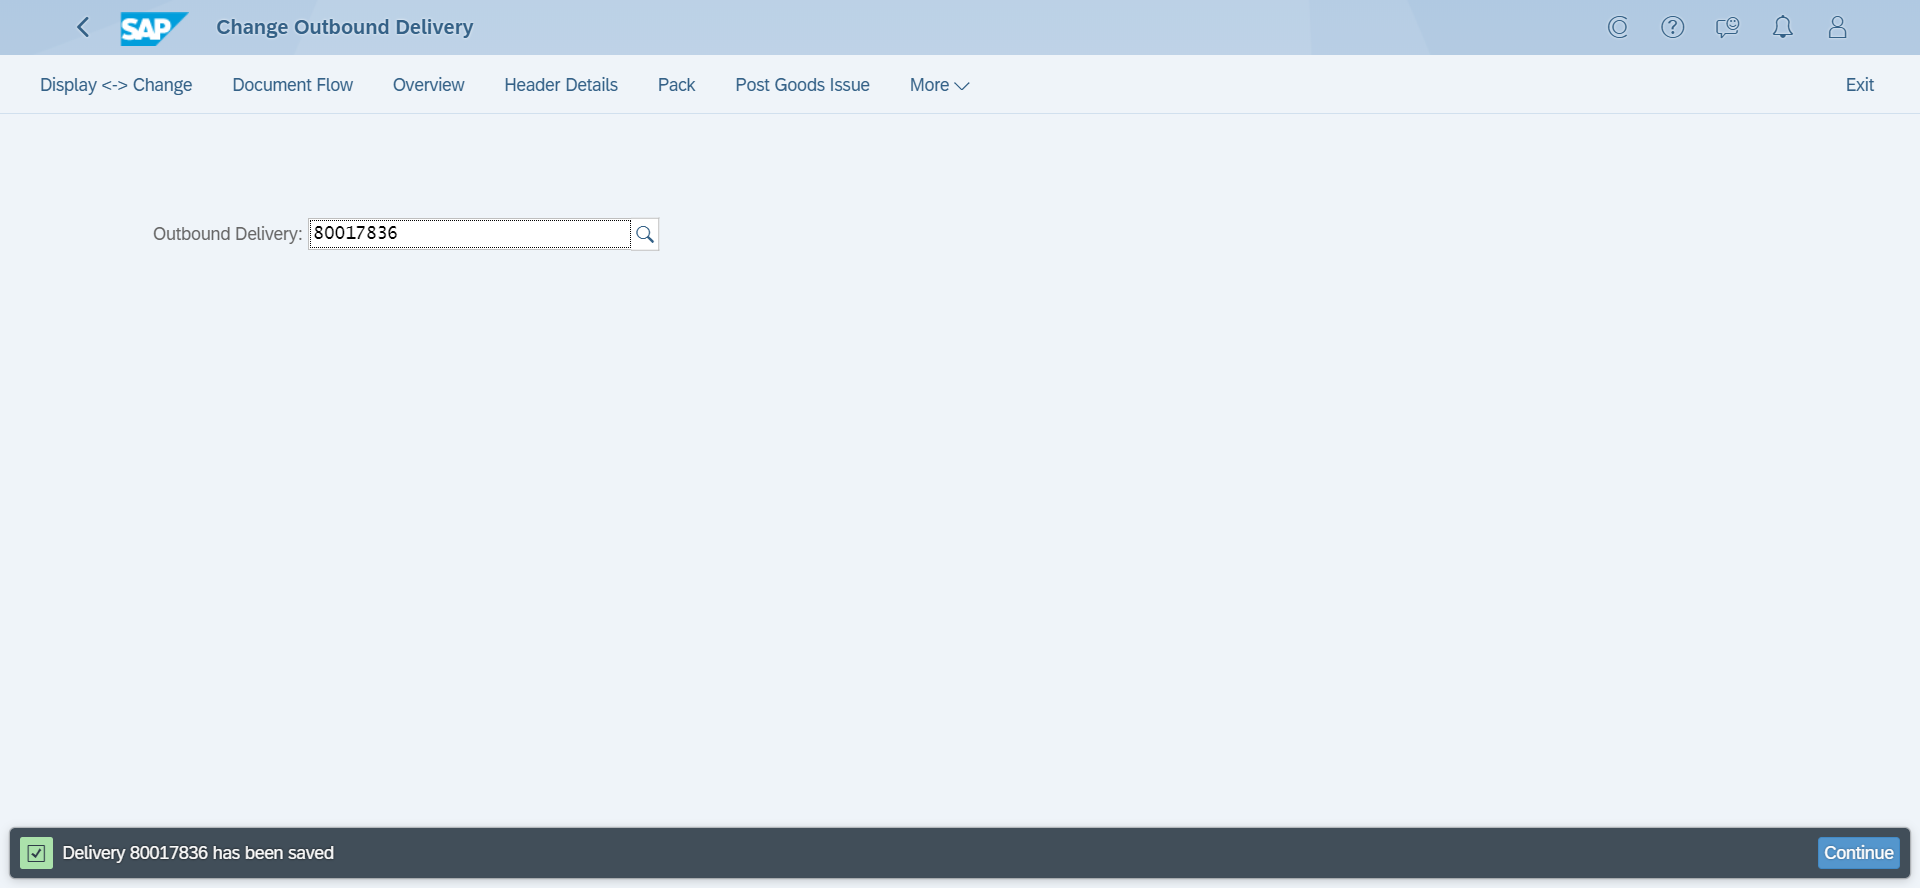 SAP
Change Outbound Delivery
Display <-> Change
Document Flow
Overview
Header Details
Pack
Post Goods Issue
More
Exit
Outbound Delivery: 80017836
Delivery 80017836 has been saved
Continue